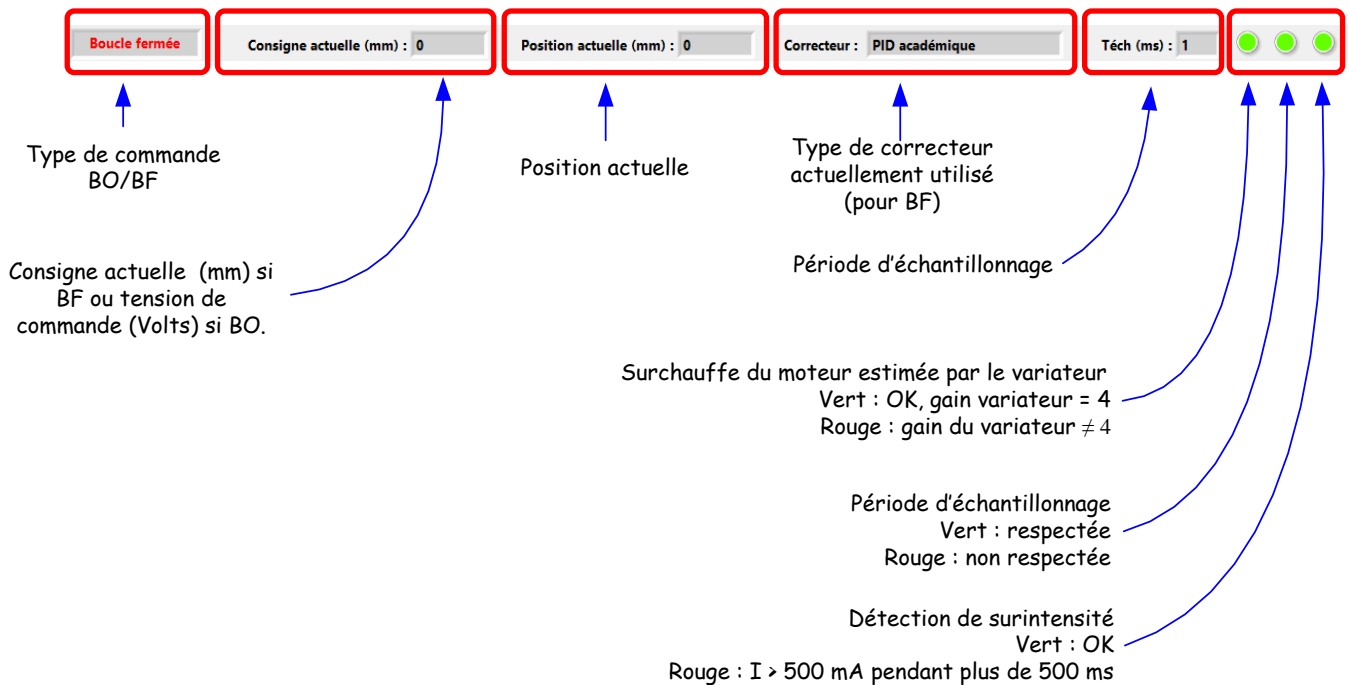 Boucle fermée
Consigne actuelle (mm) : 0
Position actuelle (mm) : 0
Correcteur : PID académique
Téch (ms) : 1
Type de commande
BO/BF
Position actuelle
Type de correcteur
actuellement utilisé
(pour BF)
Période d'échantillonnage
Consigne actuelle (mm) si
BF ou tension de
commande (Volts) si BO.
Surchauffe du moteur estimée par le variateur
Vert : OK, gain variateur = 4
Rouge : gain du variateur ≠ 4
Période d'échantillonnage
Vert : respectée
Rouge : non respectée
Détection de surintensité
Vert : OK
Rouge : I > 500 mA pendant plus de 500 ms